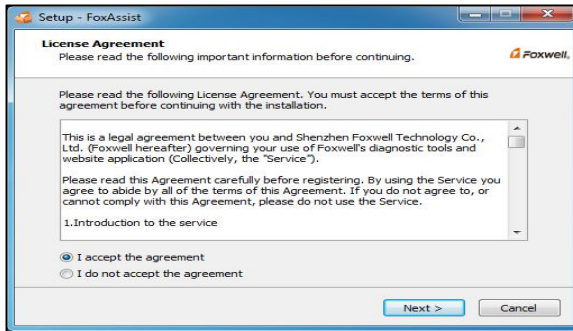 Setup - FoxAssist
License Agreement
Please read the following important information before continuing.
Foxwell
Please read the following License Agreement. You must accept the terms of this
agreement before continuing with the installation.
This is a legal agreement between you and Shenzhen Foxwell Technology Co.,
Ltd. (Foxwell hereafter) governing your use of Foxwell's diagnostic tools and
website application (Collectively, the "Service").
Please read this Agreement carefully before registering. By using the Service you
agree to abide by all of the terms of this Agreement. If you do not agree to, or
cannot comply with this Agreement, please do not use the Service.
1.Introduction to the service
I accept the agreement
I do not accept the agreement
Next >
Cancel